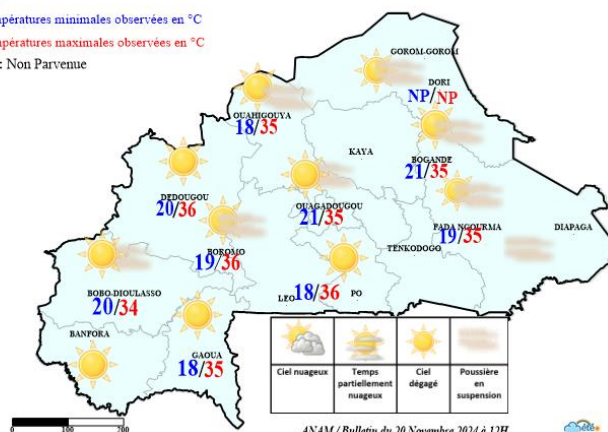 températures minimales observées en °C
températures maximales observées en °C
: Non Parvenue
GOROM-GOROM
DORI
NP/NP
OUAHIGOUYA
18/35
KAYA
BOGANDE
21/35
DEDOUGOU
20/36
OUAGADOUGOU
21/35
FADA NGOURMA
19/35
DIAPAGA
TENKODOGO
BOROMO
19/36
BOBO-DIOULASSO
20/34
LEO
18/36
PO
BANFORA
GAOUA
18/35
Ciel nuageux
Temps
partiellement
nuageux
Ciel
dégagé
Poussière
en
suspension
0 100 200
ANAM / Bulletin du 20 Novembre 2024 à 12H